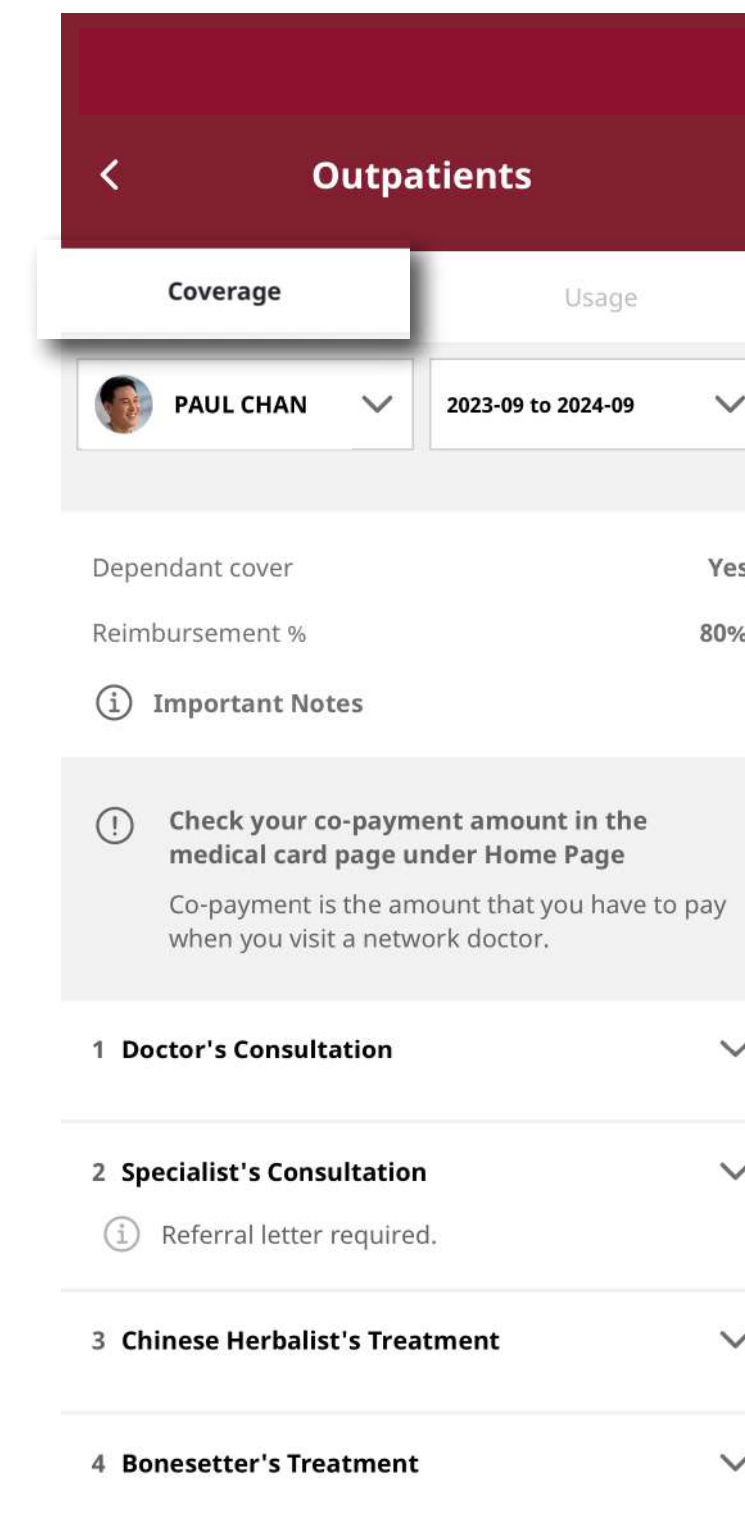 Outpatients
Coverage
Usage
PAUL CHAN
2023-09 to 2024-09
Dependant cover
Yes
Reimbursement %
80%
Important Notes
Check your co-payment amount in the
medical card page under Home Page
Co-payment is the amount that you have to pay
when you visit a network doctor.
1 Doctor's Consultation
2 Specialist's Consultation
Referral letter required.
3 Chinese Herbalist's Treatment
4 Bonesetter's Treatment